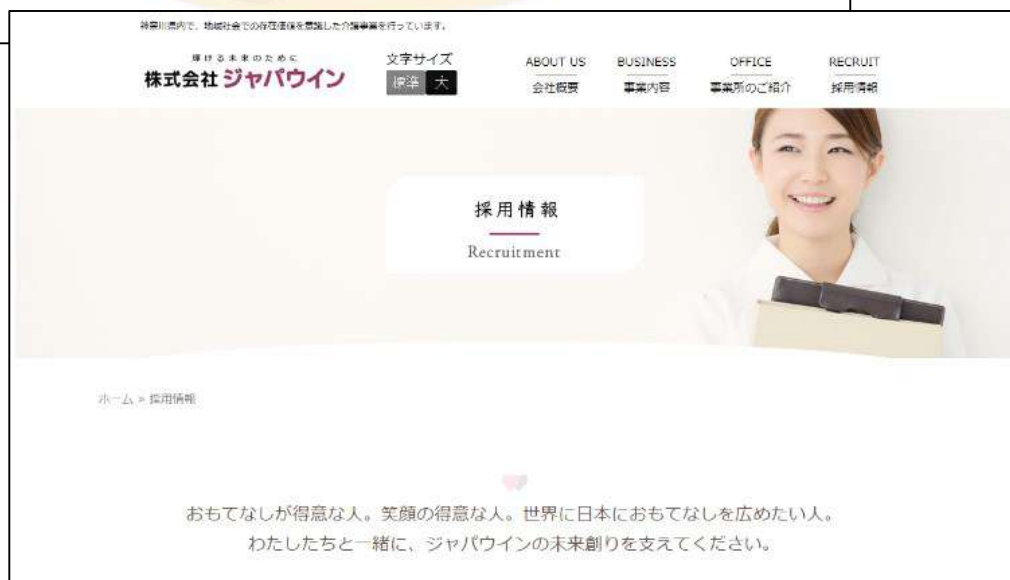 神奈川県内で、地域社会での存在価値を意識した介護事業を行っています。
輝ける未来のために
株式会社 ジャパウイン
文字サイズ
標準 大
ABOUT US BUSINESS OFFICE RECRUIT
会社概要 事業内容 事業所のご紹介 採用情報
採用情報
Recruitment
ホーム » 採用情報
おもてなしが得意な人。笑顔の得意な人。世界に日本におもてなしを広めたい人。
わたしたちと一緒に、ジャパウインの未来創りを支えてください。